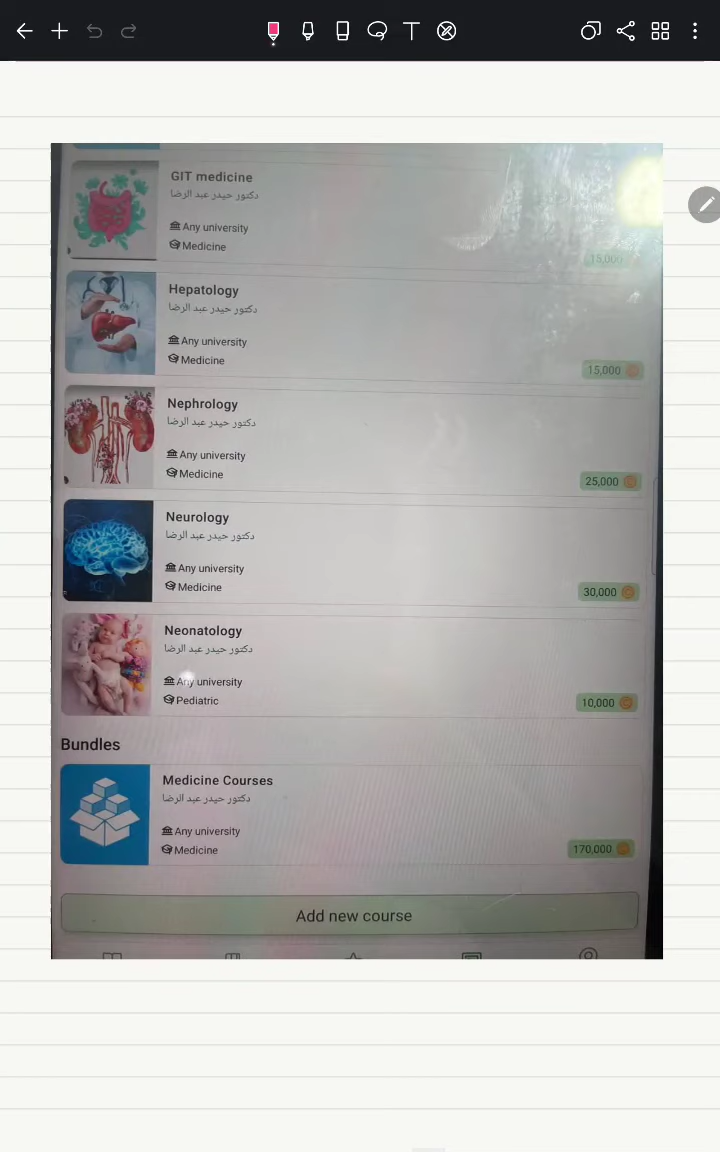 GIT medicine
دكتور حيدر عبد الرضا
Any university
Medicine
15,000
Hepatology
دكتور حيدر عبد الرضا
Any university
Medicine
15,000
Nephrology
دكتور حيدر عبد الرضا
Any university
Medicine
25,000
Neurology
دكتور حيدر عبد الرضا
Any university
Medicine
30,000
Neonatology
دكتور حيدر عبد الرضا
Any university
Pediatric
10,000
Bundles
Medicine Courses
دكتور حيدر عبد الرضا
Any university
Medicine
170,000
Add new course